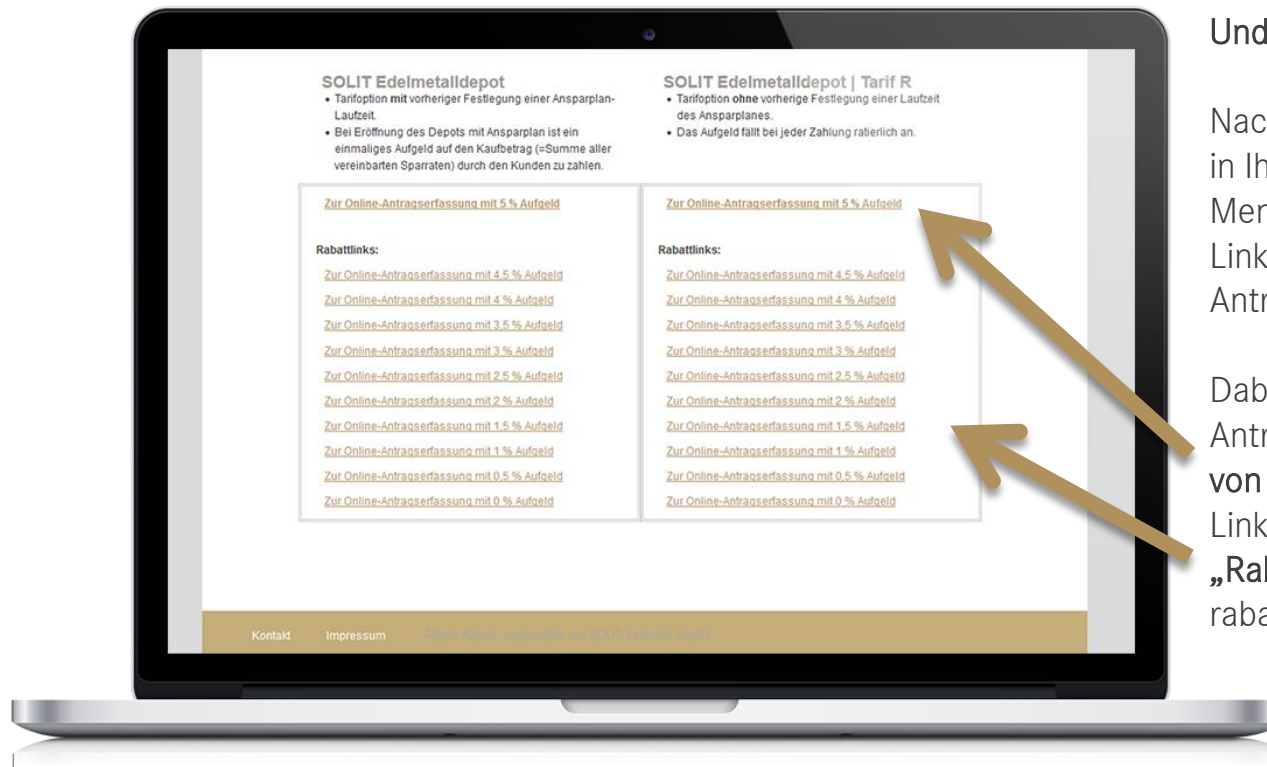 SOLIT Edelmetalldepot
• Tarifoption mit vorheriger Festlegung einer Ansparplan-
Laufzeit.
• Bei Eröffnung des Depots mit Ansparplan ist ein
einmaliges Aufgeld auf den Kaufbetrag (=Summe aller
vereinbarten Sparraten) durch den Kunden zu zahlen.
Zur Online-Antragserfassung mit 5 % Aufgeld
Rabattlinks:
Zur Online-Antragserfassung mit 4,5 % Aufgeld
Zur Online-Antragserfassung mit 4 % Aufgeld
Zur Online-Antragserfassung mit 3,5 % Aufgeld
Zur Online-Antragserfassung mit 3 % Aufgeld
Zur Online-Antragserfassung mit 2,5 % Aufgeld
Zur Online-Antragserfassung mit 2 % Aufgeld
Zur Online-Antragserfassung mit 1,5 % Aufgeld
Zur Online-Antragserfassung mit 1 % Aufgeld
Zur Online-Antragserfassung mit 0,5 % Aufgeld
Zur Online-Antragserfassung mit 0 % Aufgeld
SOLIT Edelmetalldepot | Tarif R
• Tarifoption ohne vorherige Festlegung einer Laufzeit
des Ansparplanes.
• Das Aufgeld fällt bei jeder Zahlung ratierlich an.
Zur Online-Antragserfassung mit 5 % Aufgeld
Rabattlinks:
Zur Online-Antragserfassung mit 4,5 % Aufgeld
Zur Online-Antragserfassung mit 4 % Aufgeld
Zur Online-Antragserfassung mit 3,5 % Aufgeld
Zur Online-Antragserfassung mit 3 % Aufgeld
Zur Online-Antragserfassung mit 2,5 % Aufgeld
Zur Online-Antragserfassung mit 2 % Aufgeld
Zur Online-Antragserfassung mit 1,5 % Aufgeld
Zur Online-Antragserfassung mit 1 % Aufgeld
Zur Online-Antragserfassung mit 0,5 % Aufgeld
Zur Online-Antragserfassung mit 0 % Aufgeld
Kontakt Impressum
Und
Nac
in Ih
Men
Link
Antr
Dab
Antr
von
Link
„Ral
raba